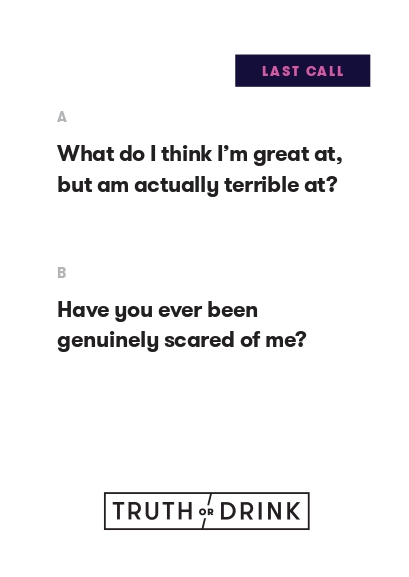 LAST CALL
A
What do I think I’m great at,
but am actually terrible at?
B
Have you ever been
genuinely scared of me?
TRUTH OR DRINK